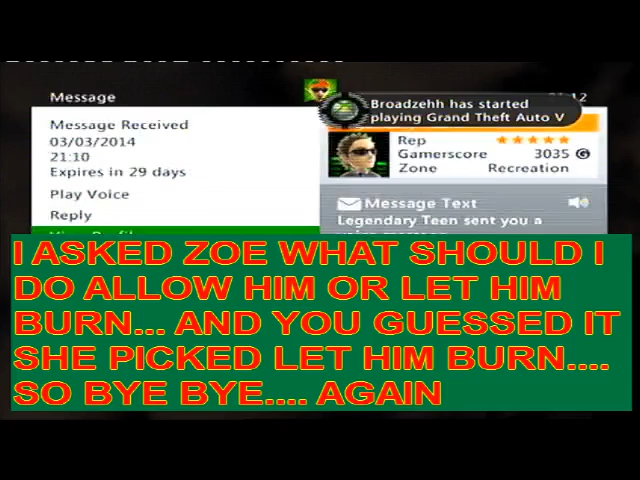 Message
Broadzehh has started
playing Grand Theft Auto V
Message Received
03/03/2014
21:10
Expires in 29 days
Play Voice
Reply
Rep
Gamerscore 3035 G
Zone Recreation
Message Text
Legendary Teen sent you a
I ASKED ZOE WHAT SHOULD I
DO ALLOW HIM OR LET HIM
BURN... AND YOU GUESSED IT
SHE PICKED LET HIM BURN....
SO BYE BYE.... AGAIN